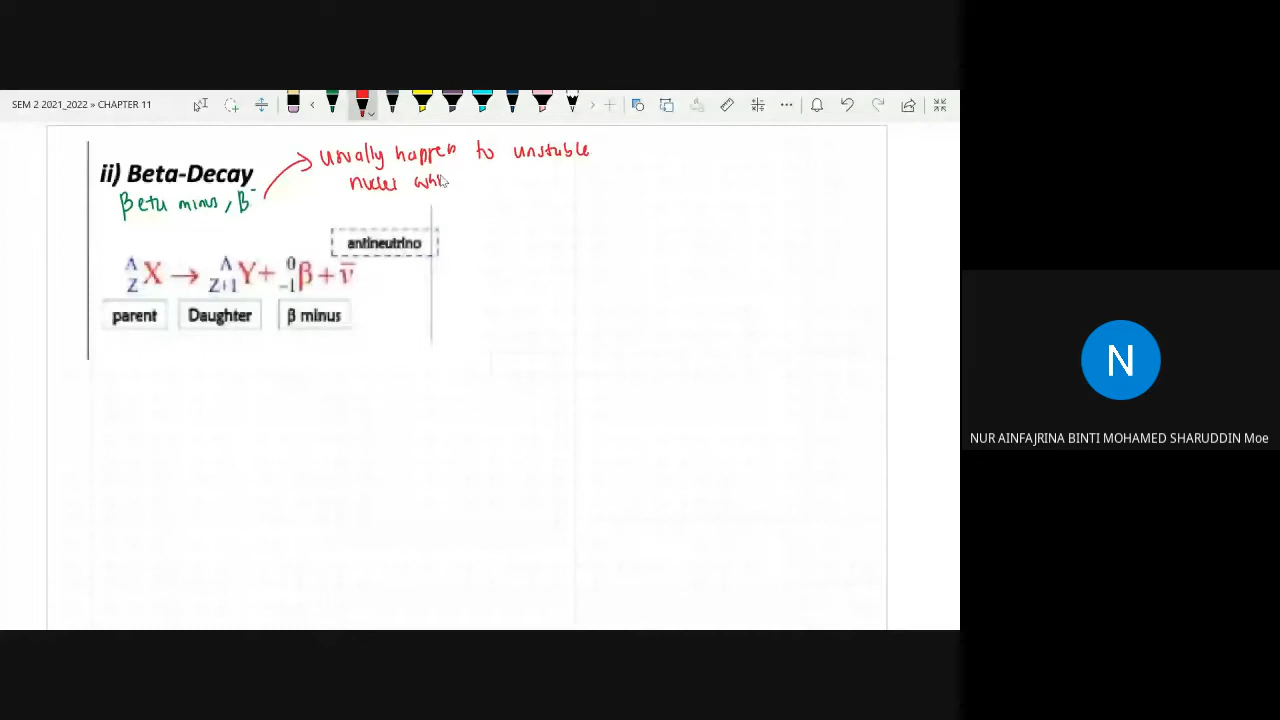 SEM 2 2021_2022 » CHAPTER 11
ii) Beta-Decay
usually happen to unstable
nuclei whi
Beta minus, β⁻
antineutrino
A Z X → A Z+1 Y + 0 −1 β + ν̅
parent Daughter β minus
N
NUR AINFAJRINA BINTI MOHAMED SHARUDDIN Moe